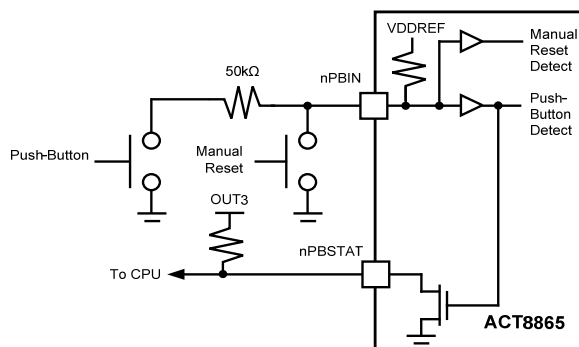 VDDREF
Manual
Reset
Detect
50kΩ
nPBIN
Push-
Button
Detect
Push-Button
Manual
Reset
OUT3
nPBSTAT
To CPU
ACT8865